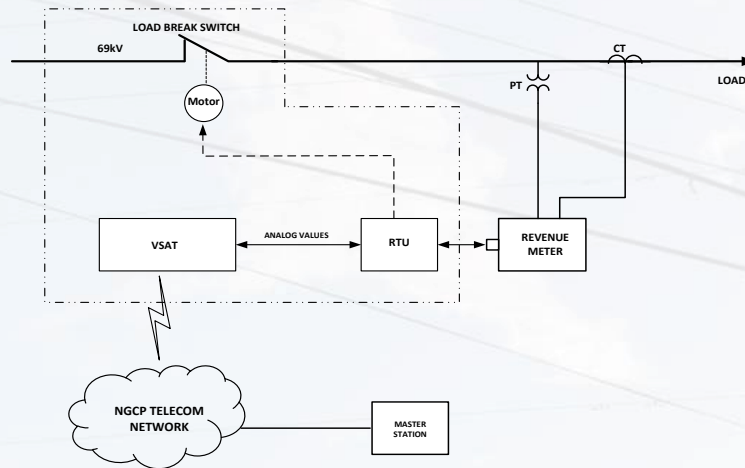 LOAD BREAK SWITCH
69kV
CT
PT
LOAD
Motor
VSAT
ANALOG VALUES
RTU
REVENUE
METER
NGCP TELECOM
NETWORK
MASTER
STATION